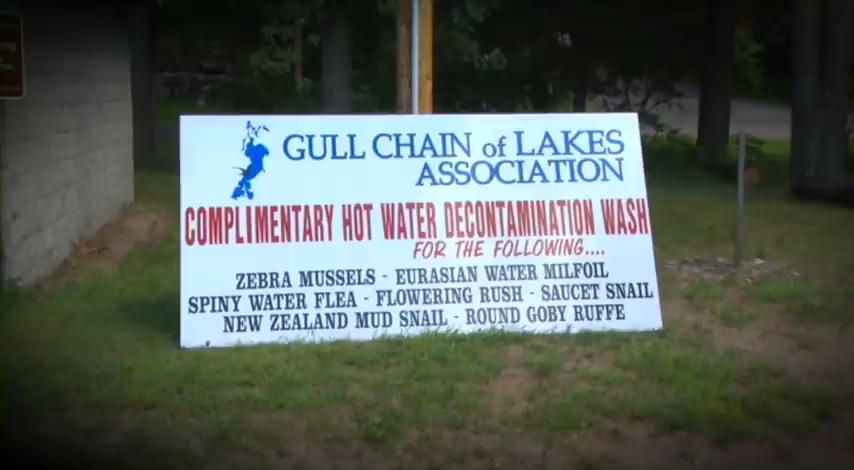 GULL CHAIN of LAKES
ASSOCIATION
COMPLIMENTARY HOT WATER DECONTAMINATION WASH
FOR THE FOLLOWING....
ZEBRA MUSSELS - EURASIAN WATER MILFOIL
SPINY WATER FLEA - FLOWERING RUSH - SAUCET SNAIL
NEW ZEALAND MUD SNAIL - ROUND GOBY RUFFE